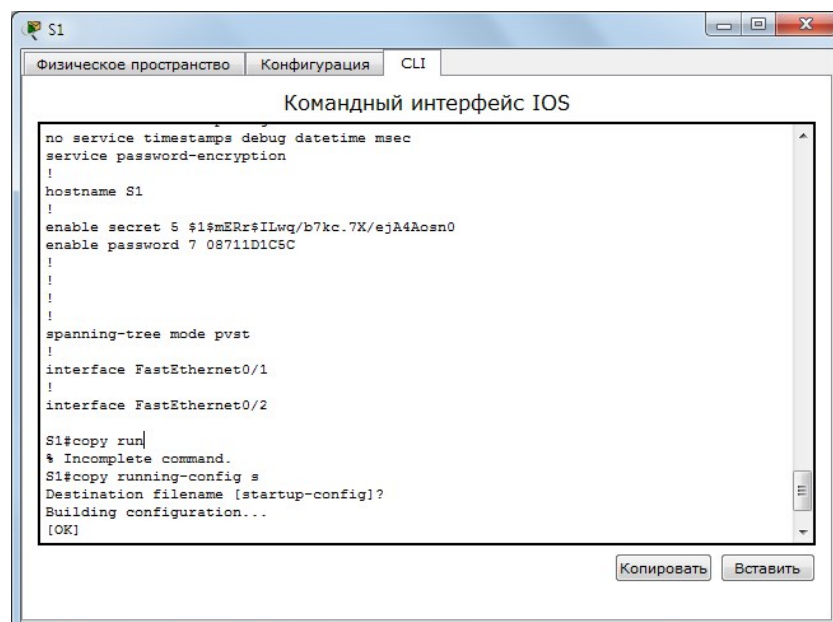 S1
Физическое пространство Конфигурация CLI
Командный интерфейс IOS
no service timestamps debug datetime msec
service password-encryption
!
hostname S1
!
enable secret 5 $1$mERr$ILwq/b7kc.7X/ejA4Aosn0
enable password 7 08711D1C5C
!
!
!
!
spanning-tree mode pvst
!
interface FastEthernet0/1
!
interface FastEthernet0/2
S1#copy run
% Incomplete command.
S1#copy running-config s
Destination filename [startup-config]?
Building configuration...
[OK]
Копировать Вставить